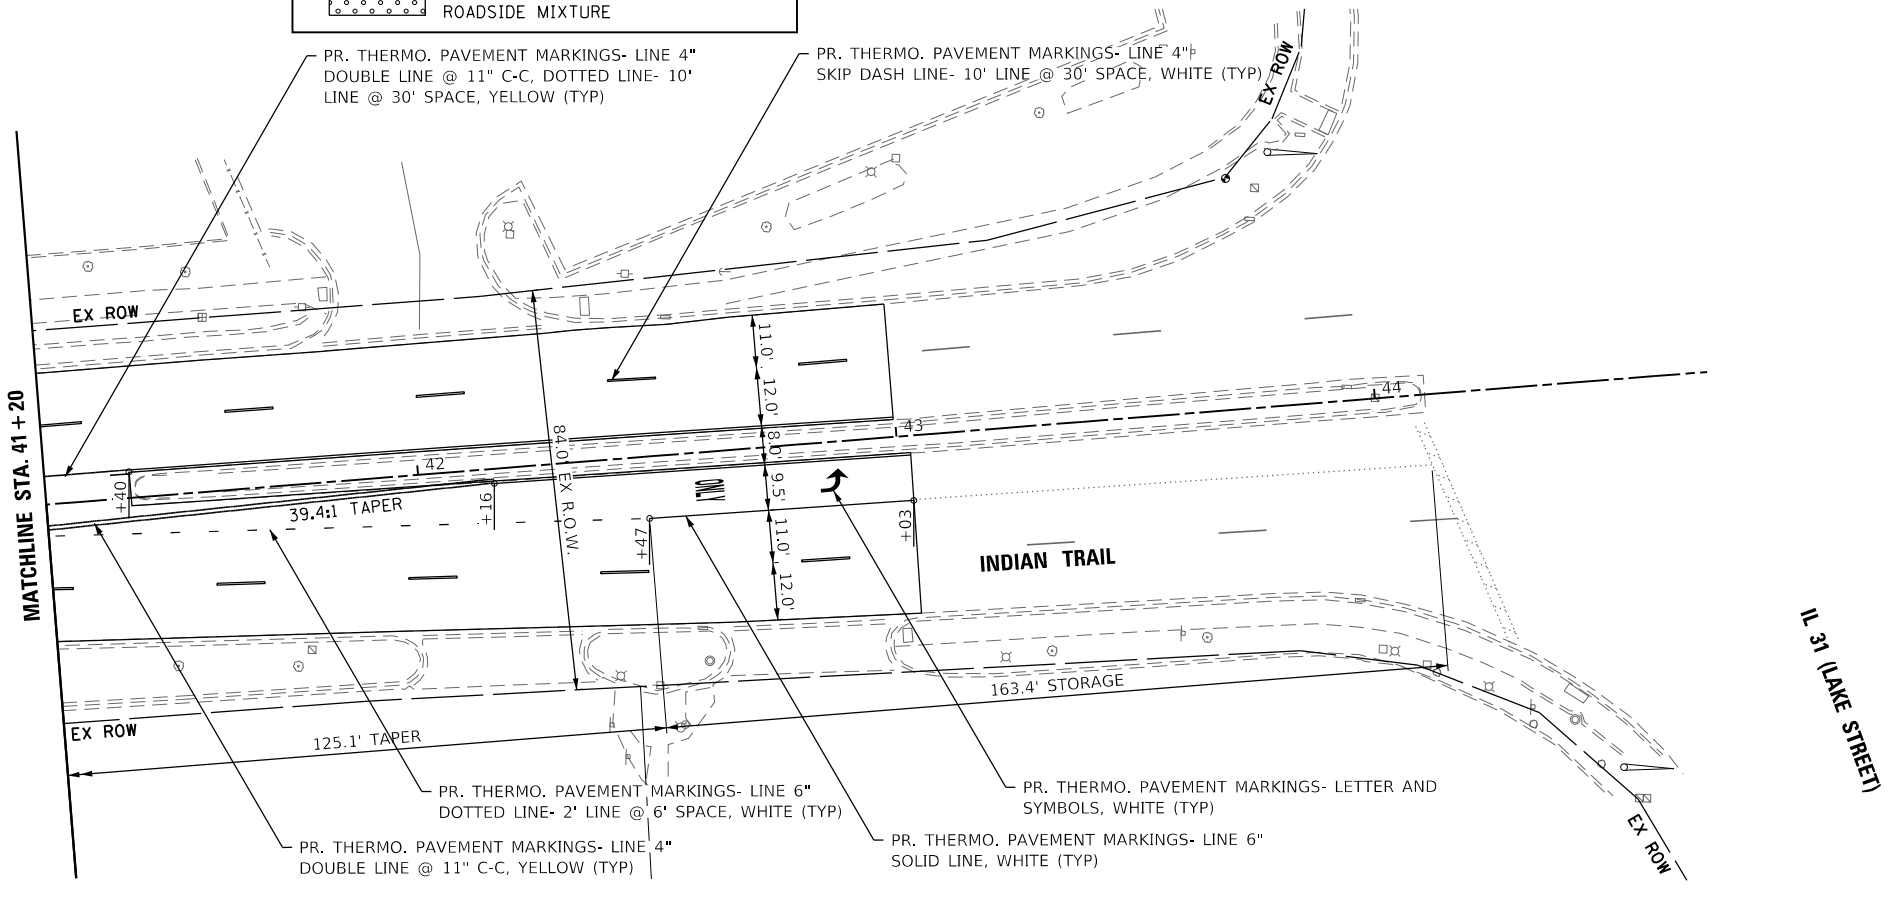 ROADSIDE MIXTURE
PR. THERMO. PAVEMENT MARKINGS- LINE 4"
DOUBLE LINE @ 11" C-C, DOTTED LINE- 10'
LINE @ 30' SPACE, YELLOW (TYP)
PR. THERMO. PAVEMENT MARKINGS- LINE 4"
SKIP DASH LINE- 10' LINE @ 30' SPACE, WHITE (TYP)
EX ROW
EX ROW
MATCHLINE STA. 41+20
11.0'
12.0'
8.0'
9.5'
11.0'
12.0'
84.0' EX R.O.W.
42
43
44
+40
+16
+47
+03
39.4:1 TAPER
ONLY
INDIAN TRAIL
IL 31 (LAKE STREET)
163.4' STORAGE
125.1' TAPER
EX ROW
EX ROW
PR. THERMO. PAVEMENT MARKINGS- LINE 6"
DOTTED LINE- 2' LINE @ 6' SPACE, WHITE (TYP)
PR. THERMO. PAVEMENT MARKINGS- LETTER AND
SYMBOLS, WHITE (TYP)
PR. THERMO. PAVEMENT MARKINGS- LINE 4"
DOUBLE LINE @ 11" C-C, YELLOW (TYP)
PR. THERMO. PAVEMENT MARKINGS- LINE 6"
SOLID LINE, WHITE (TYP)